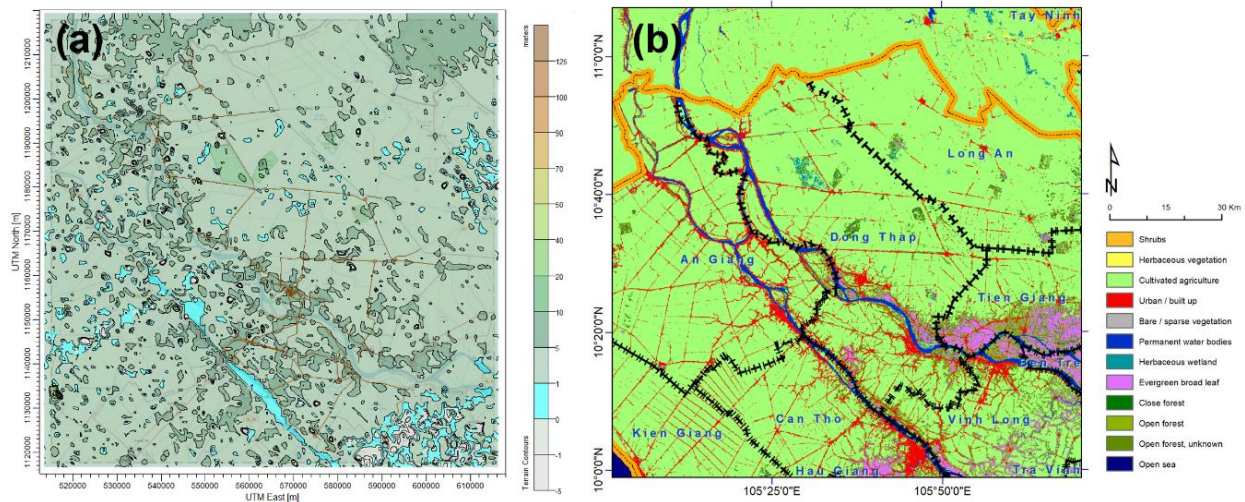 (a)
1210000
1200000
1190000
1180000
1170000
1160000
1150000
1140000
1130000
1120000
UTM North [m]
520000 530000 540000 550000 560000 570000 580000 590000 600000 610000
UTM East [m]
meters
125
100
90
70
50
40
20
10
5
1
0
-1
-5
Terrain Contours
(b)
11°0'0"N
10°40'0"N
10°20'0"N
10°0'0"N
105°25'0"E
105°50'0"E
Tay Ninh
Long An
Dong Thap
An Giang
Tien Giang
Ben Tre
Can Tho
Vinh Long
Kien Giang
Hau Giang
Tra Vinh
N
0 15 30 Km
Shrubs
Herbaceous vegetation
Cultivated agriculture
Urban / built up
Bare / sparse vegetation
Permanent water bodies
Herbaceous wetland
Evergreen broad leaf
Close forest
Open forest
Open forest, unknown
Open sea